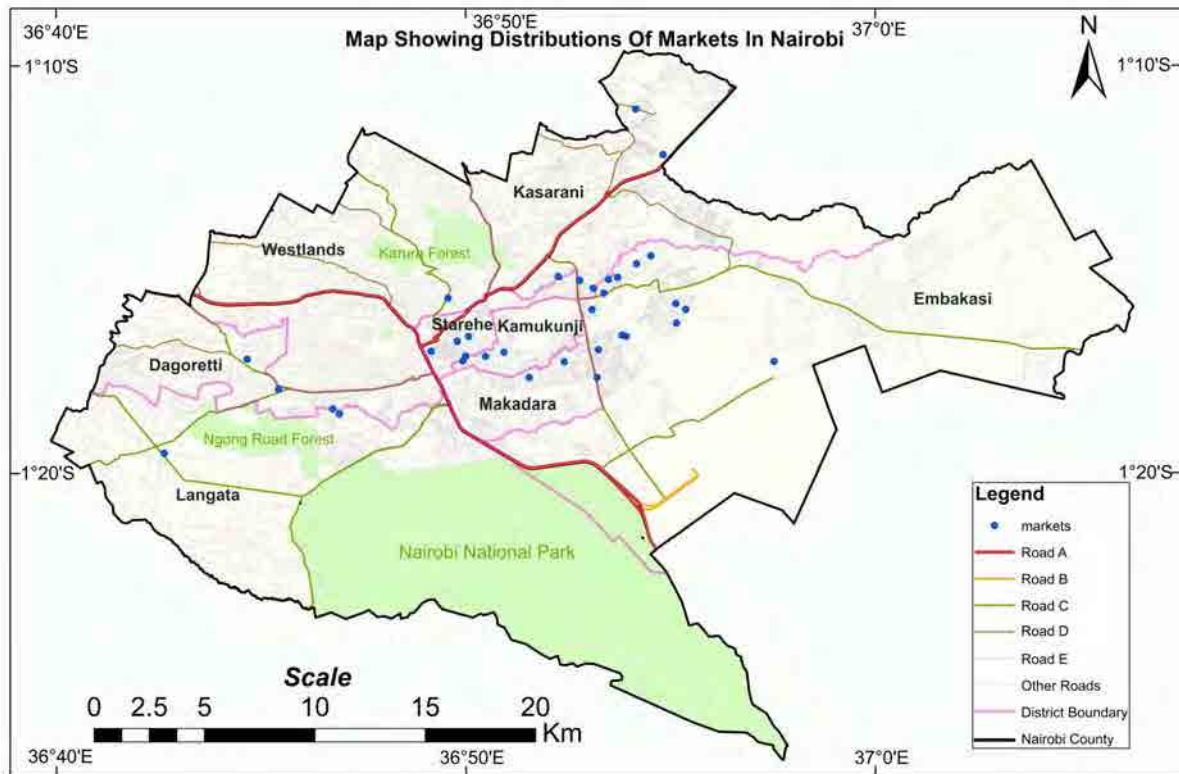 36°40'E 36°50'E 37°0'E
Map Showing Distributions Of Markets In Nairobi
N
1°10'S 1°10'S
Kasarani
Westlands
Karura Forest
Embakasi
Starehe Kamukunji
Dagoretti
Makadara
Ngong Road Forest
1°20'S 1°20'S
Langata
Legend
markets
Road A
Road B
Road C
Road D
Road E
Other Roads
District Boundary
Nairobi County
Nairobi National Park
Scale
0 2.5 5 10 15 20
Km
36°40'E 36°50'E 37°0'E